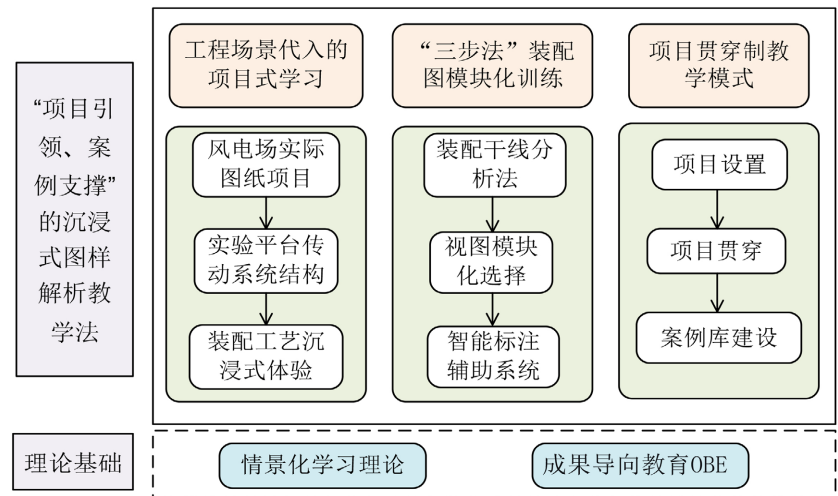 “项目引
领、案
例支撑”
的沉浸
式图样
解析教
学法
工程场景代入的
项目式学习
风电场实际
图纸项目
实验平台传
动系统结构
装配工艺沉
浸式体验
“三步法”装配
图模块化训练
装配干线分
析法
视图模块
化选择
智能标注
辅助系统
项目贯穿制教
学模式
项目设置
项目贯穿
案例库建设
理论基础
情景化学习理论
成果导向教育OBE